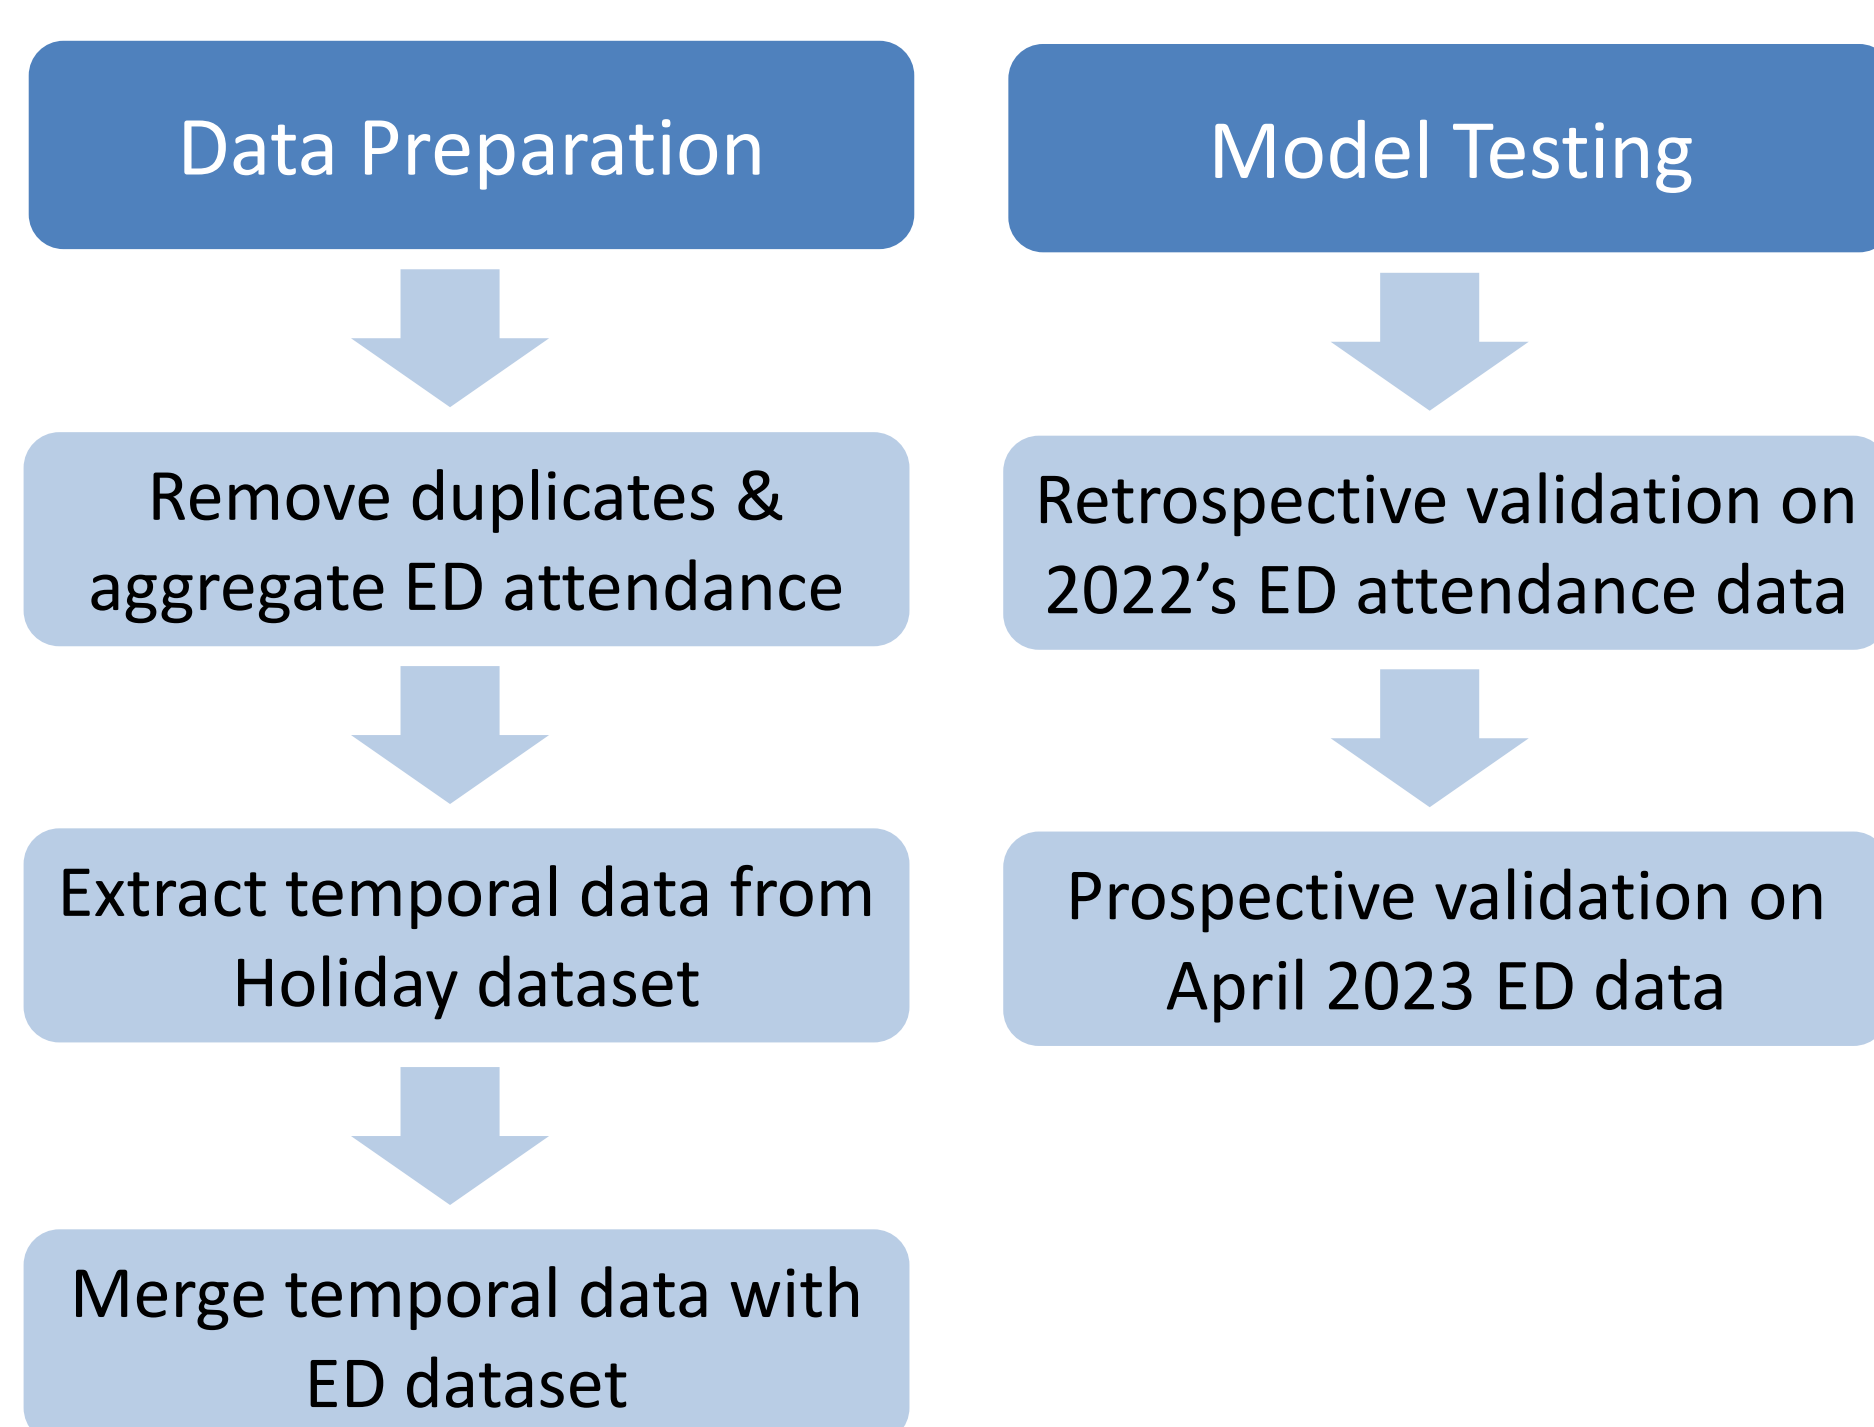 Data Preparation
Remove duplicates &
aggregate ED attendance
Extract temporal data from
Holiday dataset
Merge temporal data with
ED dataset
Model Testing
Retrospective validation on
2022’s ED attendance data
Prospective validation on
April 2023 ED data